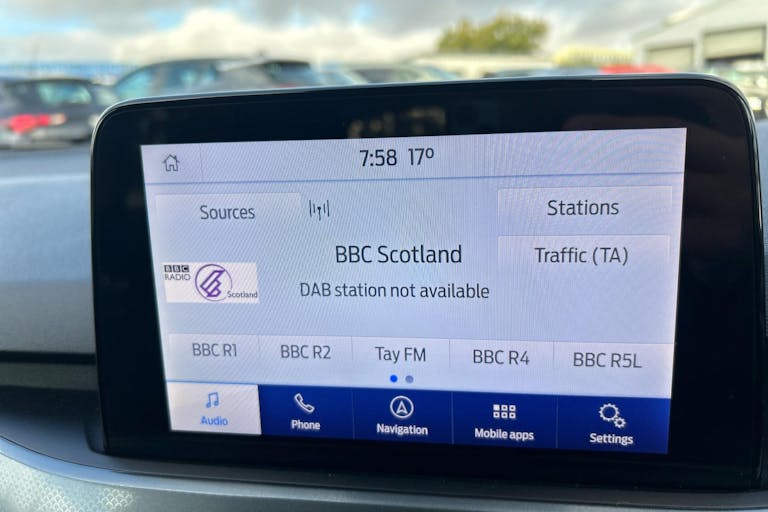 7:58 17°
Sources
Stations
BBC Scotland
Traffic (TA)
BBC
RADIO
Scotland
DAB station not available
BBC R1
BBC R2
Tay FM
BBC R4
BBC R5L
Audio
Phone
Navigation
Mobile apps
Settings